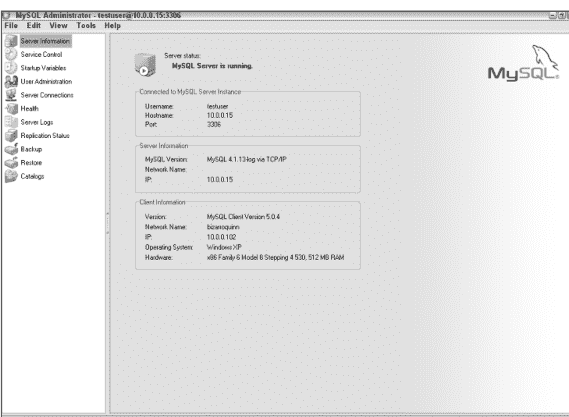 MySQL Administrator - testuser@10.0.0.15:3306
File Edit View Tools Help
Server Information
Service Control
Startup Variables
User Administration
Server Connections
Health
Server Logs
Replication Status
Backup
Restore
Catalogs
Server status:
MySQL Server is running.
MySQL
Connected to MySQL Server Instance
Username: testuser
Hostname: 10.0.0.15
Port: 3306
Server Information
MySQL Version: MySQL 4.1.13-log via TCP/IP
Network Name:
IP: 10.0.0.15
Client Information
Version: MySQL Client Version 5.0.4
Network Name: bizarroquinn
IP: 10.0.0.102
Operating System: Windows XP
Hardware: x86 Family 6 Model 8 Stepping 4 530, 512 MB RAM